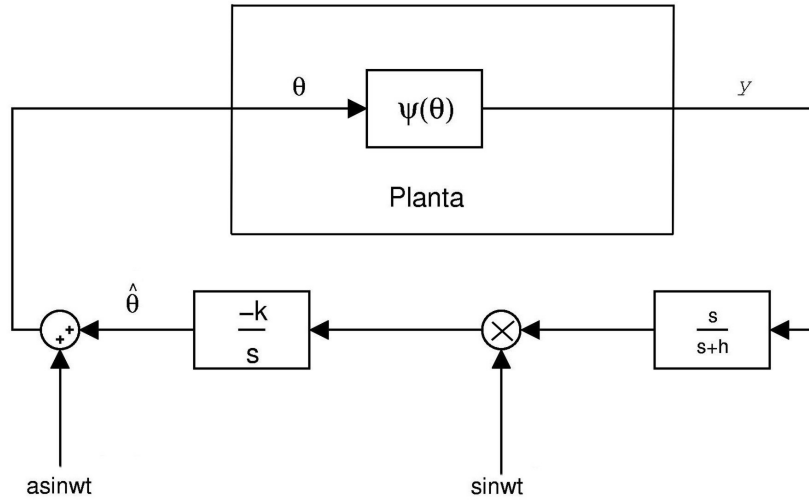 θ
ψ(θ)
y
Planta
θ̂
-k
s
+
+
s
s+h
asinwt
sinwt